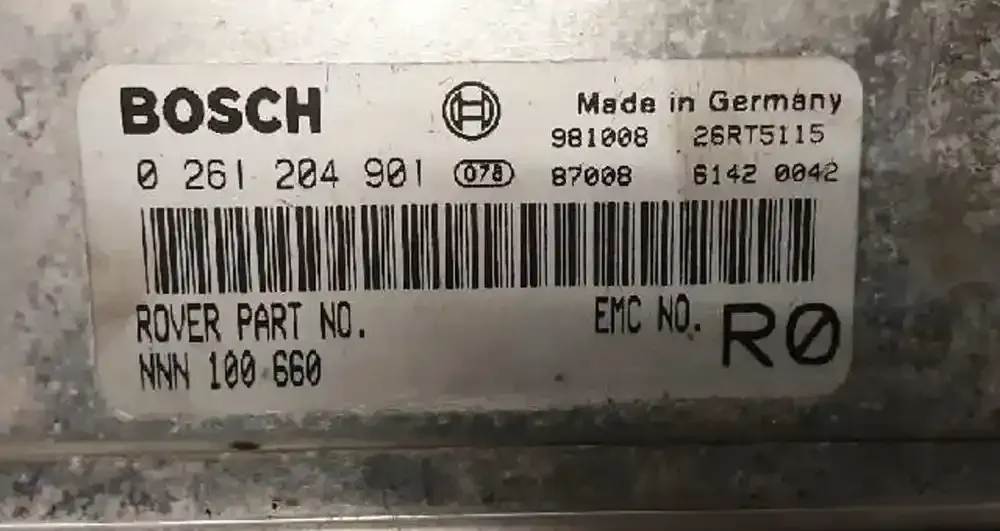 BOSCH
Made in Germany
981008 26RT5115
0 261 204 901 078 87008 6142 0042
ROVER PART NO. EMC NO. R0
NNN 100 660